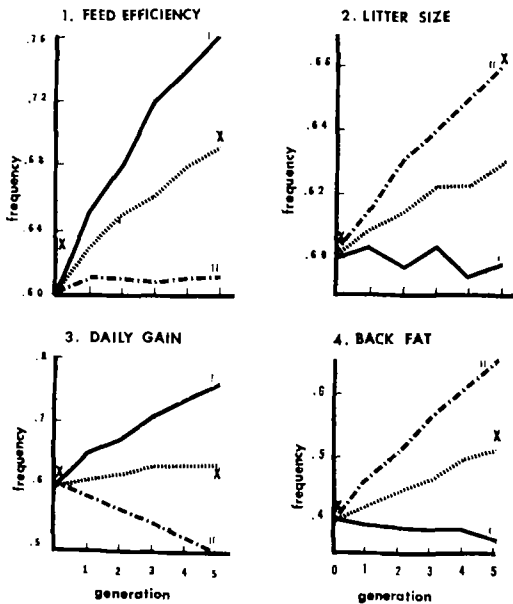 1. FEED EFFICIENCY
.76
.72
.68
.64
.60
frequency
I
X
X
II
2. LITTER SIZE
.66
.64
.62
.60
frequency
II
X
X
I
3. DAILY GAIN
.8
.7
.6
.5
frequency
I
X
X
II
1 2 3 4 5
generation
4. BACK FAT
.6
.5
.4
frequency
II
X
X
I
0 1 2 3 4 5
generation